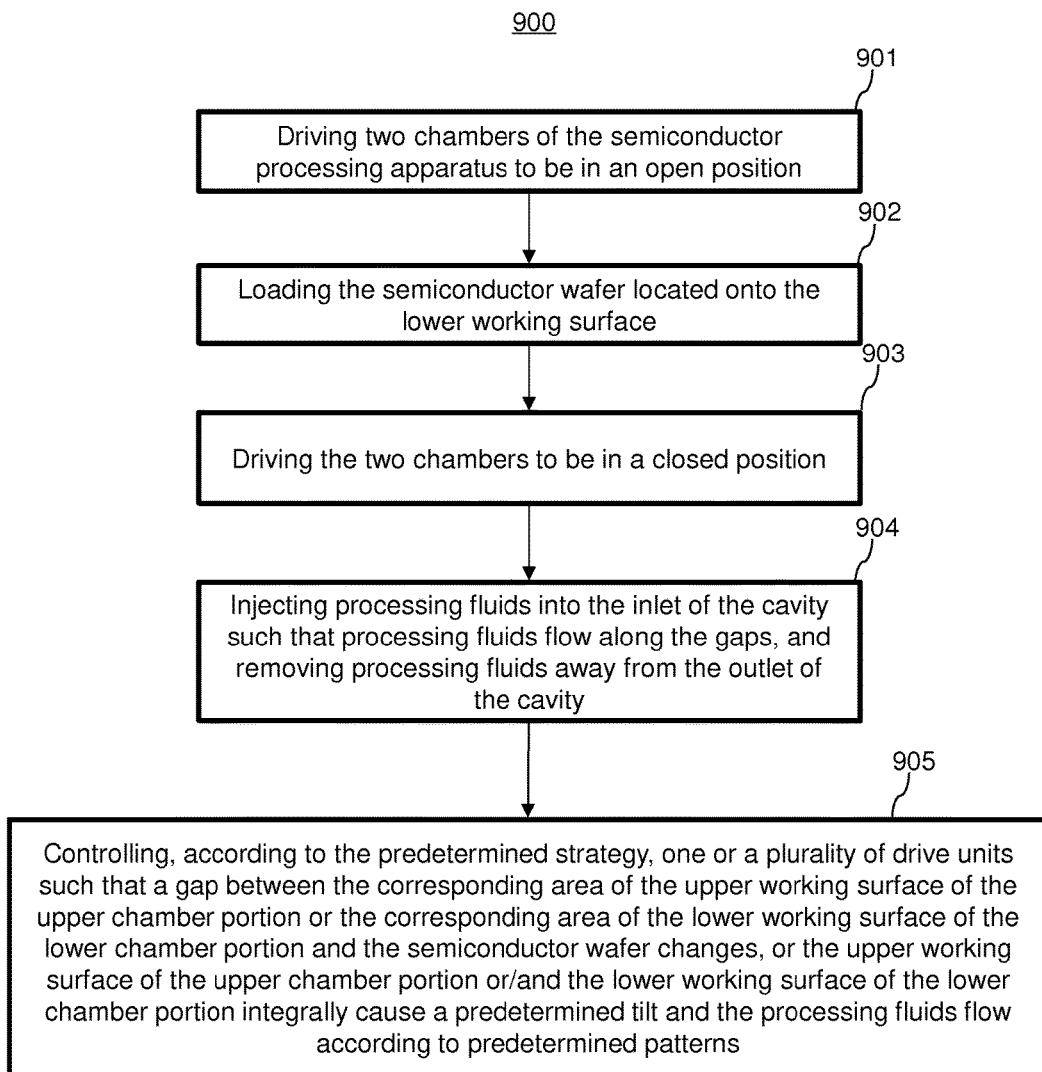 900
901
Driving two chambers of the semiconductor
processing apparatus to be in an open position
902
Loading the semiconductor wafer located onto the
lower working surface
903
Driving the two chambers to be in a closed position
904
Injecting processing fluids into the inlet of the cavity
such that processing fluids flow along the gaps, and
removing processing fluids away from the outlet of
the cavity
905
Controlling, according to the predetermined strategy, one or a plurality of drive units
such that a gap between the corresponding area of the upper working surface of the
upper chamber portion or the corresponding area of the lower working surface of the
lower chamber portion and the semiconductor wafer changes, or the upper working
surface of the upper chamber portion or/and the lower working surface of the lower
chamber portion integrally cause a predetermined tilt and the processing fluids flow
according to predetermined patterns